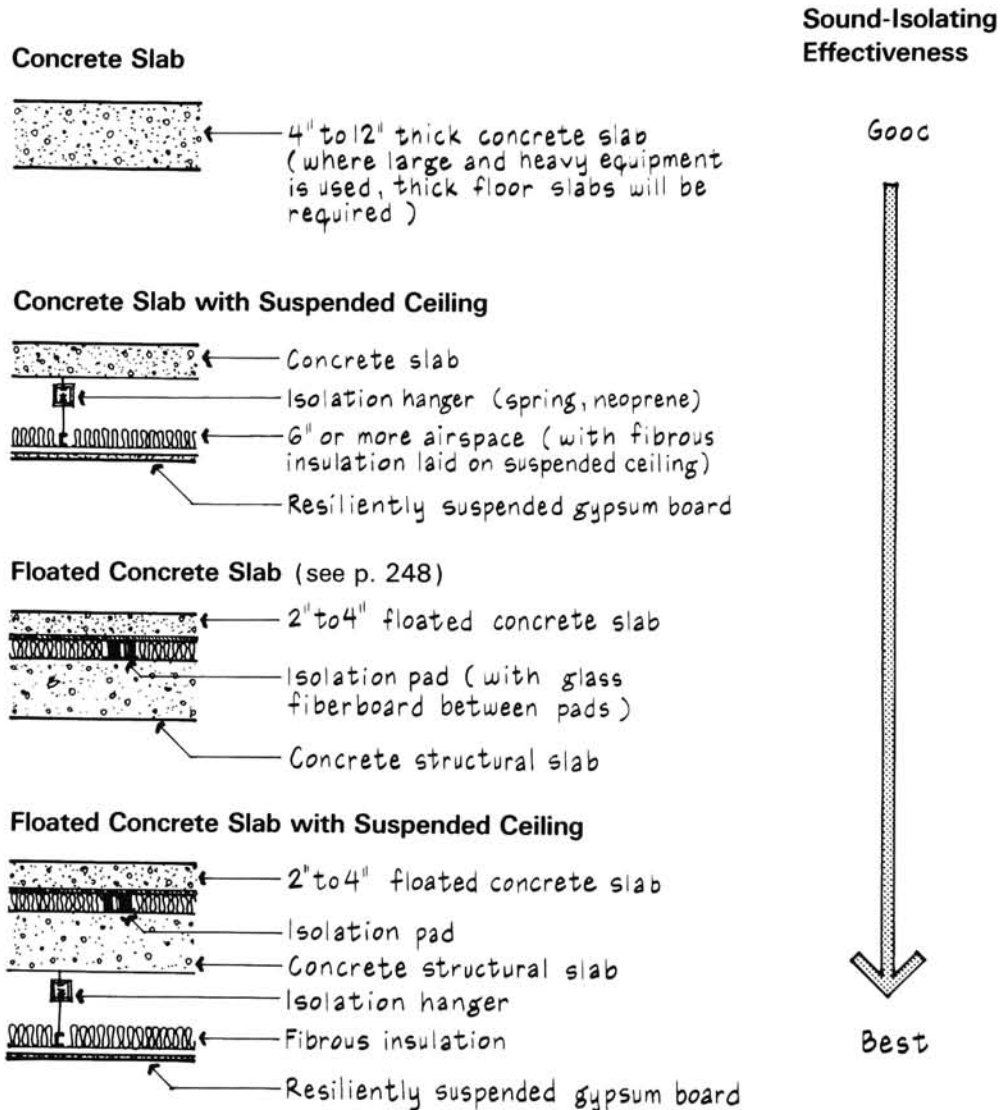 Sound-Isolating
Effectiveness
Concrete Slab
4" to 12" thick concrete slab
(where large and heavy equipment
is used, thick floor slabs will be
required)
Gooc
Concrete Slab with Suspended Ceiling
Concrete slab
Isolation hanger (spring, neoprene)
6" or more airspace (with fibrous
insulation laid on suspended ceiling)
Resiliently suspended gypsum board
Floated Concrete Slab (see p. 248)
2" to 4" floated concrete slab
Isolation pad (with glass
fiberboard between pads)
Concrete structural slab
Floated Concrete Slab with Suspended Ceiling
2" to 4" floated concrete slab
Isolation pad
Concrete structural slab
Isolation hanger
Fibrous insulation
Best
Resiliently suspended gypsum board